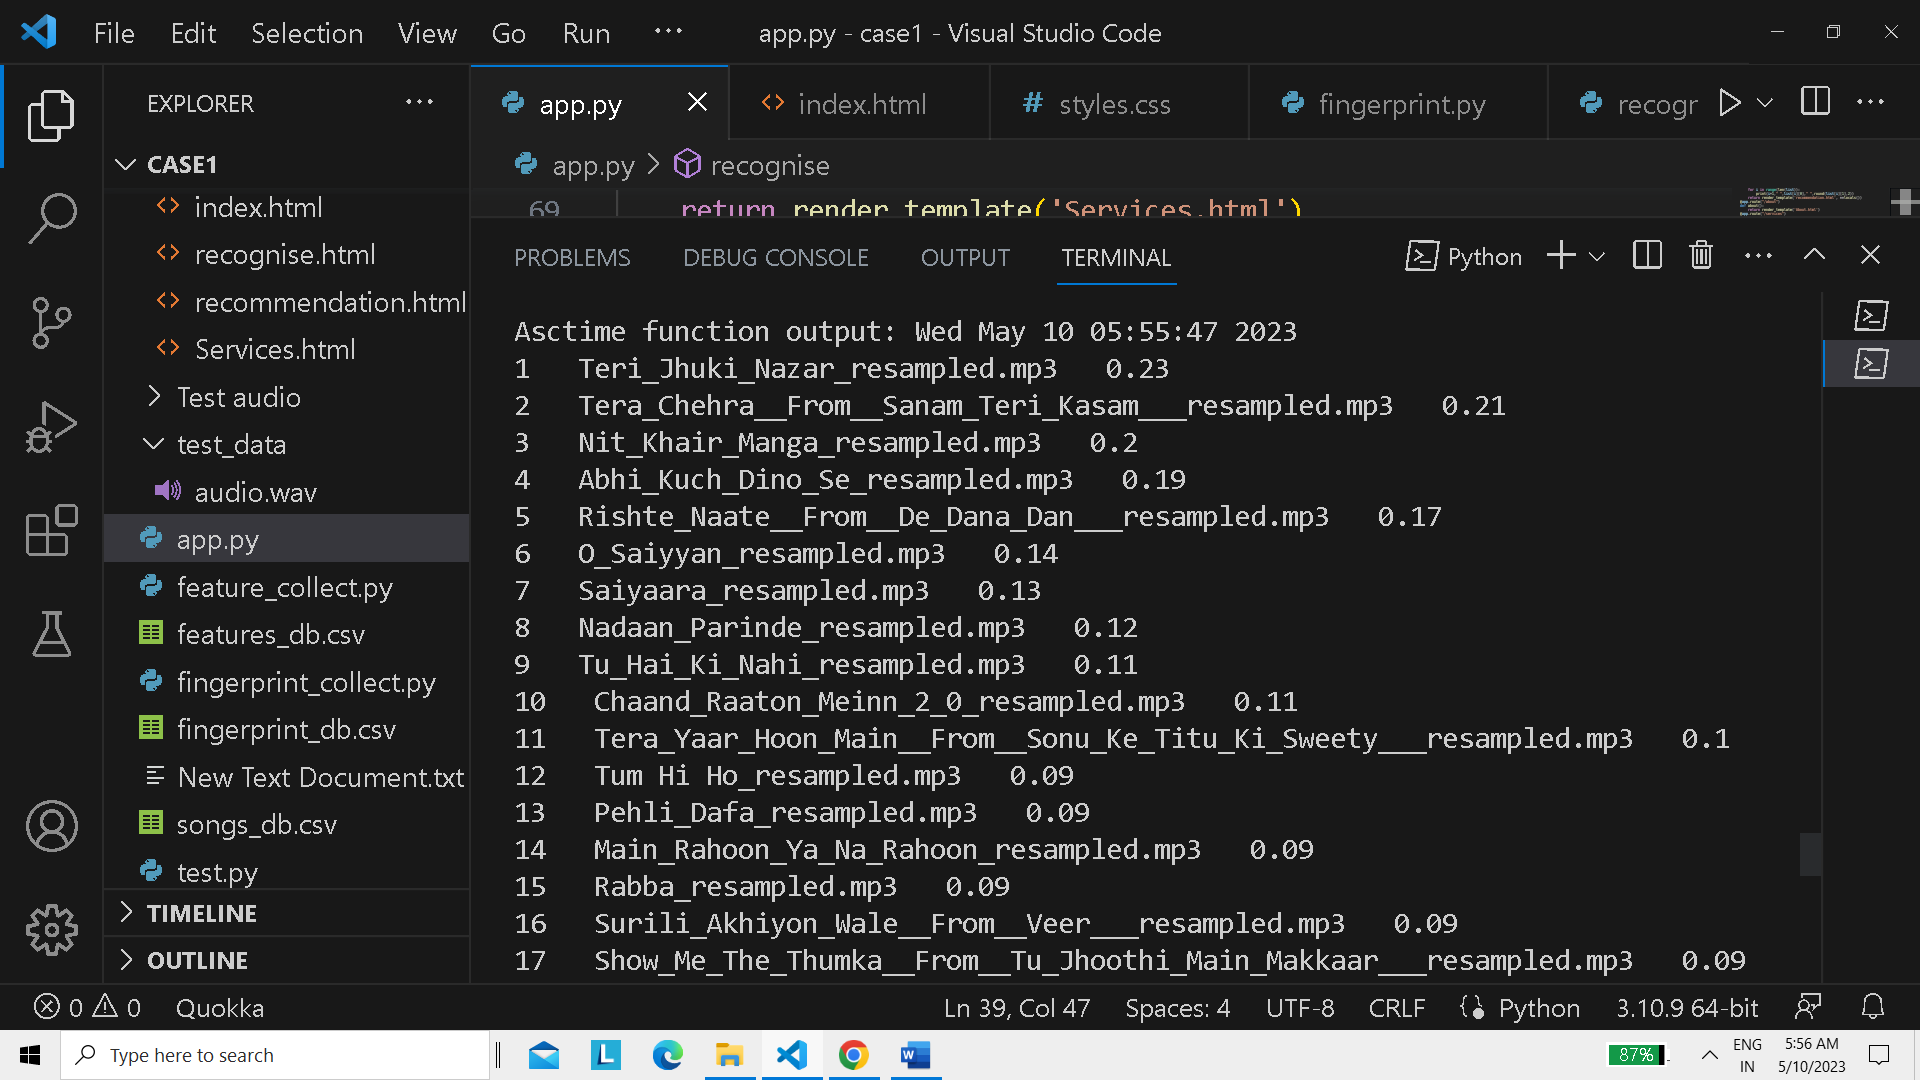 File Edit Selection View Go Run ··· app.py - case1 - Visual Studio Code
EXPLORER ···
CASE1
index.html
recognise.html
recommendation.html
Services.html
Test audio
test_data
audio.wav
app.py
feature_collect.py
features_db.csv
fingerprint_collect.py
fingerprint_db.csv
New Text Document.txt
songs_db.csv
test.py
TIMELINE
OUTLINE
app.py index.html # styles.css fingerprint.py recogr
app.py > recognise
69 return render_template('Services.html')
PROBLEMS DEBUG CONSOLE OUTPUT TERMINAL Python
Asctime function output: Wed May 10 05:55:47 2023
1 Teri_Jhuki_Nazar_resampled.mp3 0.23
2 Tera_Chehra__From__Sanam_Teri_Kasam___resampled.mp3 0.21
3 Nit_Khair_Manga_resampled.mp3 0.2
4 Abhi_Kuch_Dino_Se_resampled.mp3 0.19
5 Rishte_Naate__From__De_Dana_Dan___resampled.mp3 0.17
6 O_Saiyyan_resampled.mp3 0.14
7 Saiyaara_resampled.mp3 0.13
8 Nadaan_Parinde_resampled.mp3 0.12
9 Tu_Hai_Ki_Nahi_resampled.mp3 0.11
10 Chaand_Raaton_Meinn_2_0_resampled.mp3 0.11
11 Tera_Yaar_Hoon_Main__From__Sonu_Ke_Titu_Ki_Sweety___resampled.mp3 0.1
12 Tum Hi Ho_resampled.mp3 0.09
13 Pehli_Dafa_resampled.mp3 0.09
14 Main_Rahoon_Ya_Na_Rahoon_resampled.mp3 0.09
15 Rabba_resampled.mp3 0.09
16 Surili_Akhiyon_Wale__From__Veer___resampled.mp3 0.09
17 Show_Me_The_Thumka__From__Tu_Jhoothi_Main_Makkaar___resampled.mp3 0.09
0 0 Quokka Ln 39, Col 47 Spaces: 4 UTF-8 CRLF Python 3.10.9 64-bit
Type here to search
87%
ENG
IN
5:56 AM
5/10/2023